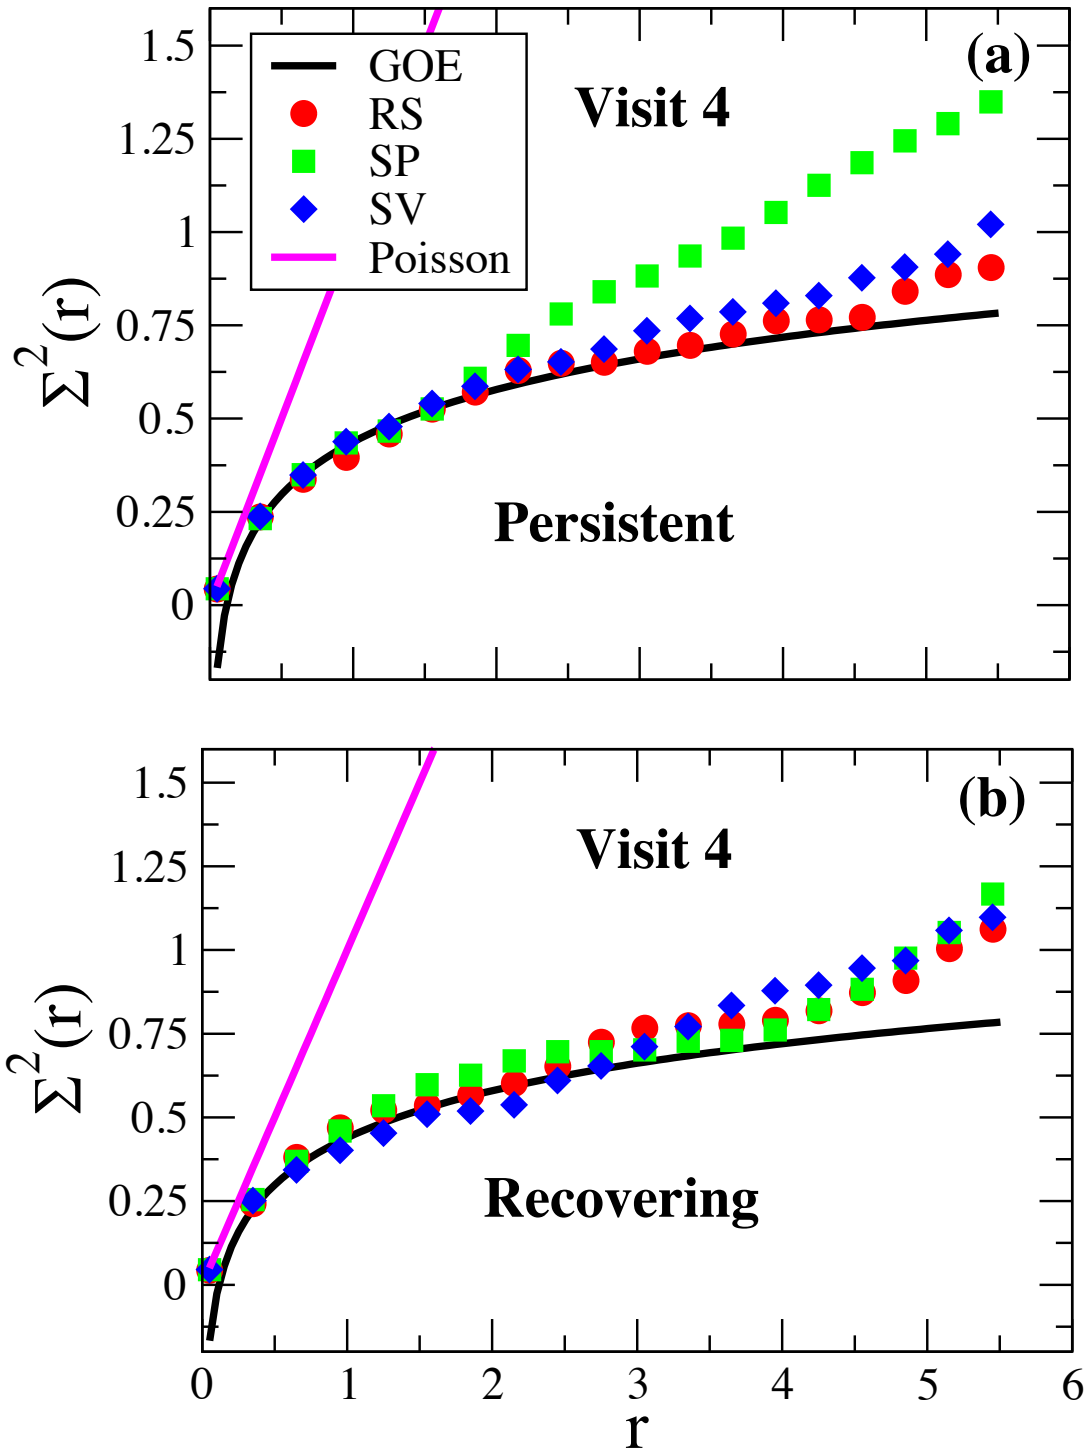 (a)
Visit 4
GOE
RS
SP
SV
Poisson
Persistent
1.5
1.25
1
0.75
0.5
0.25
0
Σ²(r)
(b)
Visit 4
Recovering
1.5
1.25
1
0.75
0.5
0.25
0
Σ²(r)
0 1 2 3 4 5 6
r